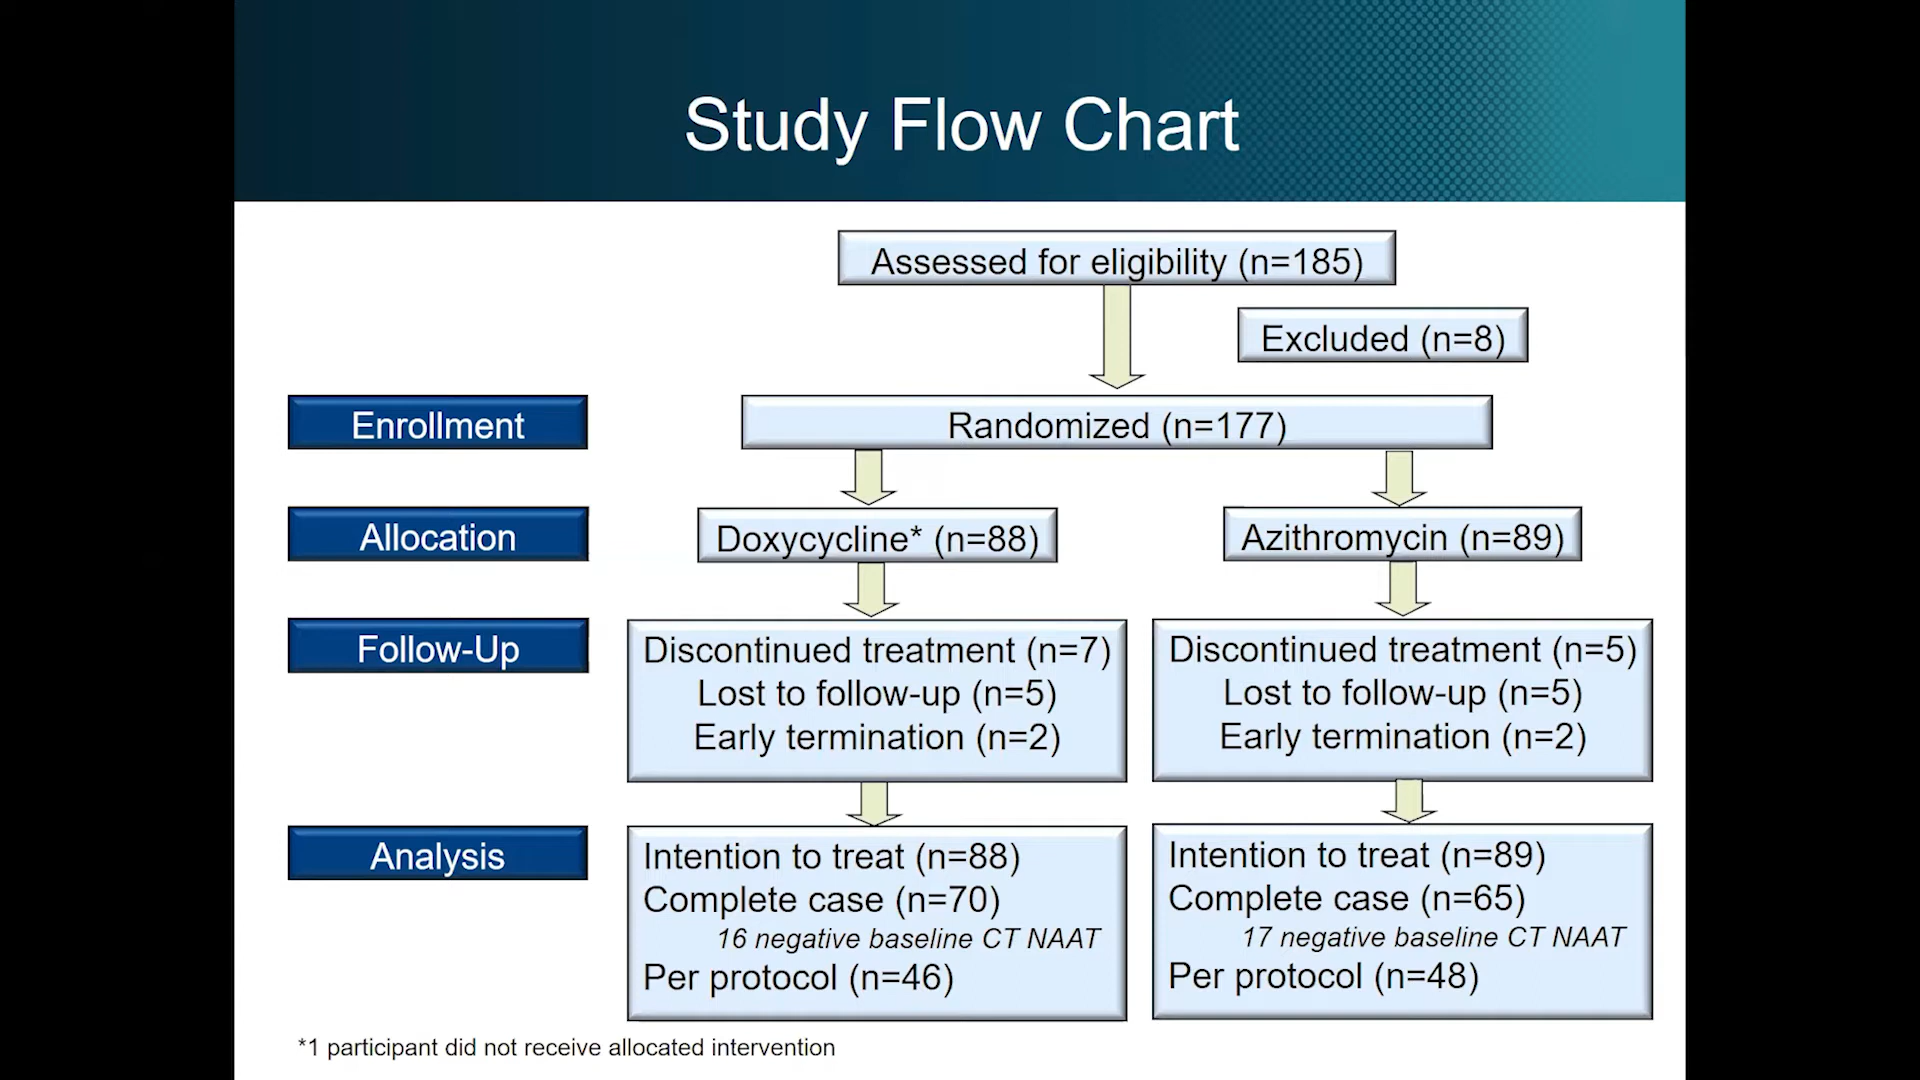 Study Flow Chart
Assessed for eligibility (n=185)
Excluded (n=8)
Enrollment
Randomized (n=177)
Allocation
Doxycycline* (n=88)
Azithromycin (n=89)
Follow-Up
Discontinued treatment (n=7)
Lost to follow-up (n=5)
Early termination (n=2)
Discontinued treatment (n=5)
Lost to follow-up (n=5)
Early termination (n=2)
Analysis
Intention to treat (n=88)
Complete case (n=70)
16 negative baseline CT NAAT
Per protocol (n=46)
Intention to treat (n=89)
Complete case (n=65)
17 negative baseline CT NAAT
Per protocol (n=48)
*1 participant did not receive allocated intervention